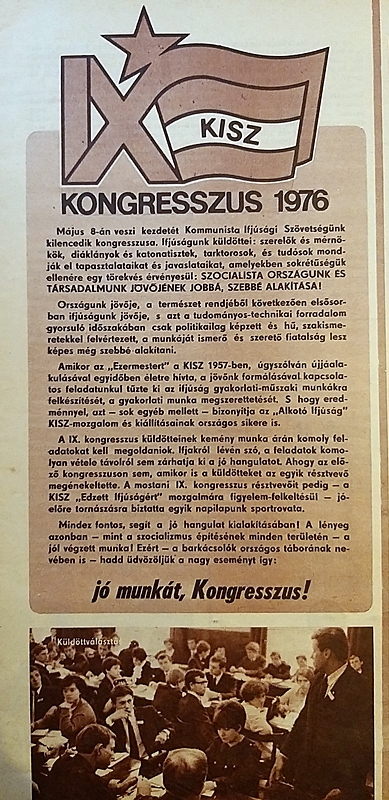 IX
KISZ
KONGRESSZUS 1976
Május 8-án veszi kezdetét Kommunista Ifjúsági Szövetségünk
kilencedik kongresszusa. Ifjúságunk küldöttei: szerelők és mérnö-
kök, diáklányok és katonatisztek, traktorosok, és tudósok mond-
ják el tapasztalataikat és javaslataikat, amelyekben sokrétűségük
ellenére egy törekvés érvényesül: SZOCIALISTA ORSZÁGUNK ÉS
TÁRSADALMUNK JÖVŐJÉNEK JOBBÁ, SZEBBÉ ALAKÍTÁSA!
Országunk jövője, a természet rendjéből következően elsősor-
ban ifjúságunk jövője, s azt a tudományos-technikai forradalom
gyorsuló időszakában csak politikailag képzett és hű, szakisme-
retekkel felvértezett, a munkáját ismerő és szerető fiatalság lesz
képes még szebbé alakítani.
Amikor az „Ezermestert" a KISZ 1957-ben, úgyszólván újjáala-
kulásával egyidőben életre hívta, a jövőnk formálásával kapcsola-
tos feladatunkul tűzte ki az ifjúság gyakorlati-műszaki munkákra
felkészítését, a gyakorlati munka megszerettetését. S hogy ered-
ménnyel, azt – sok egyéb mellett – bizonyítja az „Alkotó Ifjúság"
KISZ-mozgalom és kiállításainak országos sikere is.
A IX. kongresszus küldötteinek kemény munka árán komoly fel-
adatokat kell megoldaniok. Ifjakról lévén szó, a feladatok komo-
lyan vétele távolról sem zárhatja ki a jó hangulatot. Ahogy az elő-
ző kongresszuson sem, amikor is a küldötteket az egyik résztvevő
megénekeltette. A mostani IX. kongresszus résztvevőit pedig – a
KISZ „Edzett Ifjúságért" mozgalmára figyelem-felkeltésül – jó-
előre tornázásra biztatta egyik napilapunk sportrovata.
Mindez fontos, segít a jó hangulat kialakításában! A lényeg
azonban – mint a szocializmus építésének minden területén – a
jól végzett munka! Ezért – a barkácsolók országos táborának ne-
vében is – hadd üdvözöljük a nagy eseményt így:
jó munkát, Kongresszus!
Küldöttválasztó